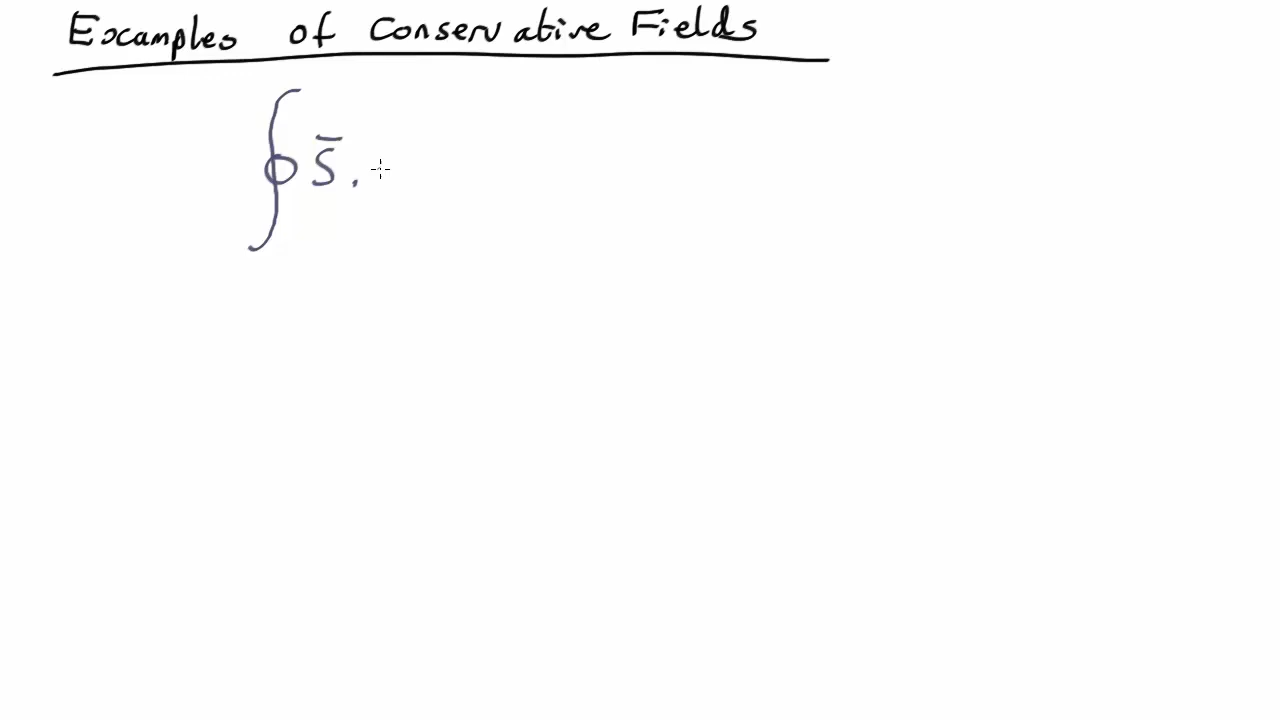 Examples of Conservative Fields
∮ S̄ .